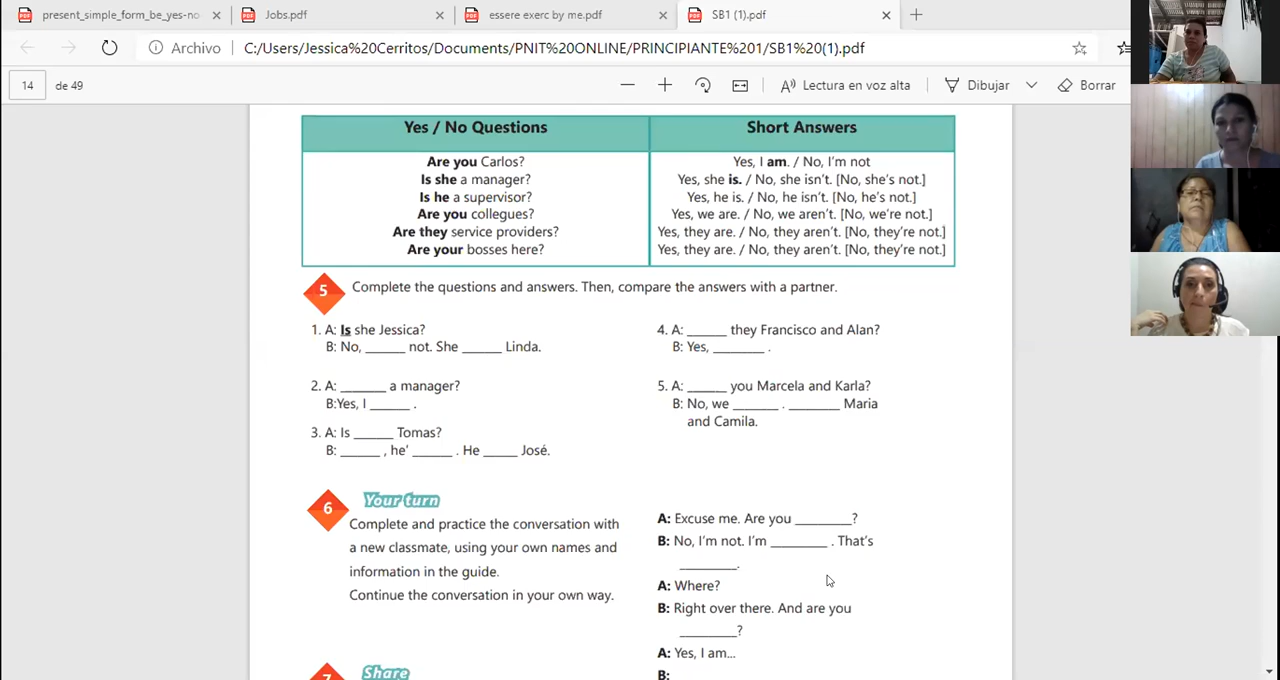 present_simple_form_be_yes-no
Jobs.pdf
essere exerc by me.pdf
SB1 (1).pdf
Archivo
C:/Users/Jessica%20Cerritos/Documents/PNIT%20ONLINE/PRINCIPIANTE%201/SB1%20(1).pdf
14
de 49
Lectura en voz alta
Dibujar
Borrar
Yes / No Questions
Short Answers
Are you Carlos?
Yes, I am. / No, I'm not
Is she a manager?
Yes, she is. / No, she isn't. [No, she's not.]
Is he a supervisor?
Yes, he is. / No, he isn't. [No, he's not.]
Are you collegues?
Yes, we are. / No, we aren't. [No, we're not.]
Are they service providers?
Yes, they are. / No, they aren't. [No, they're not.]
Are your bosses here?
Yes, they are. / No, they aren't. [No, they're not.]
5
Complete the questions and answers. Then, compare the answers with a partner.
1. A: Is she Jessica?
B: No, ______ not. She ______ Linda.
2. A: _______ a manager?
B:Yes, I ______ .
3. A: Is ______ Tomas?
B: ______ , he' ______ . He _____ José.
4. A: ______ they Francisco and Alan?
B: Yes, ________ .
5. A: ______ you Marcela and Karla?
B: No, we _______ . ________ Maria
and Camila.
6
Your turn
Complete and practice the conversation with
a new classmate, using your own names and
information in the guide.
Continue the conversation in your own way.
A: Excuse me. Are you ________?
B: No, I'm not. I'm ________ . That's
________.
A: Where?
B: Right over there. And are you
________?
A: Yes, I am...
B:
7
Share